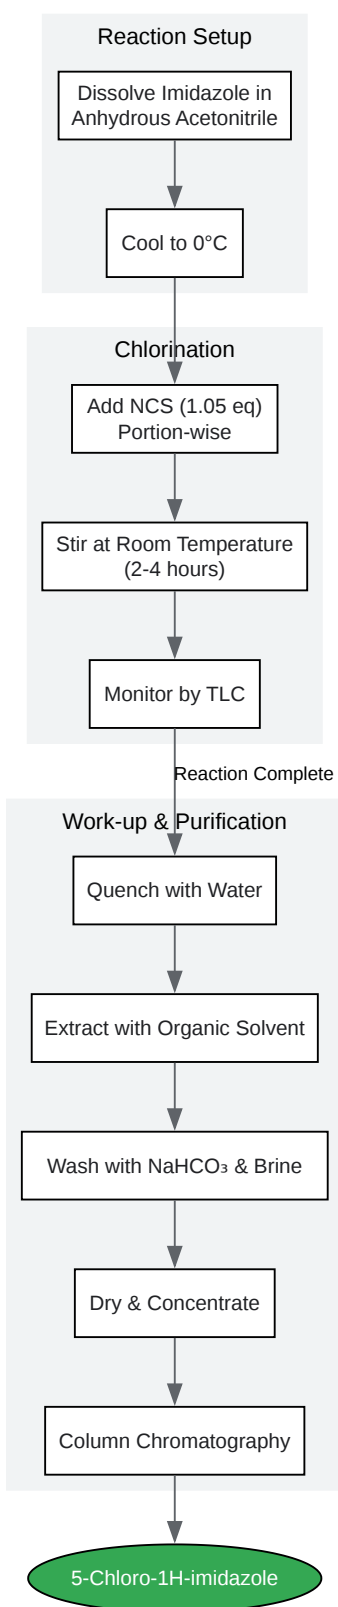 Reaction Setup
Dissolve Imidazole in
Anhydrous Acetonitrile
Cool to 0°C
Chlorination
Add NCS (1.05 eq)
Portion-wise
Stir at Room Temperature
(2-4 hours)
Monitor by TLC
Reaction Complete
Work-up & Purification
Quench with Water
Extract with Organic Solvent
Wash with NaHCO₃ & Brine
Dry & Concentrate
Column Chromatography
5-Chloro-1H-imidazole